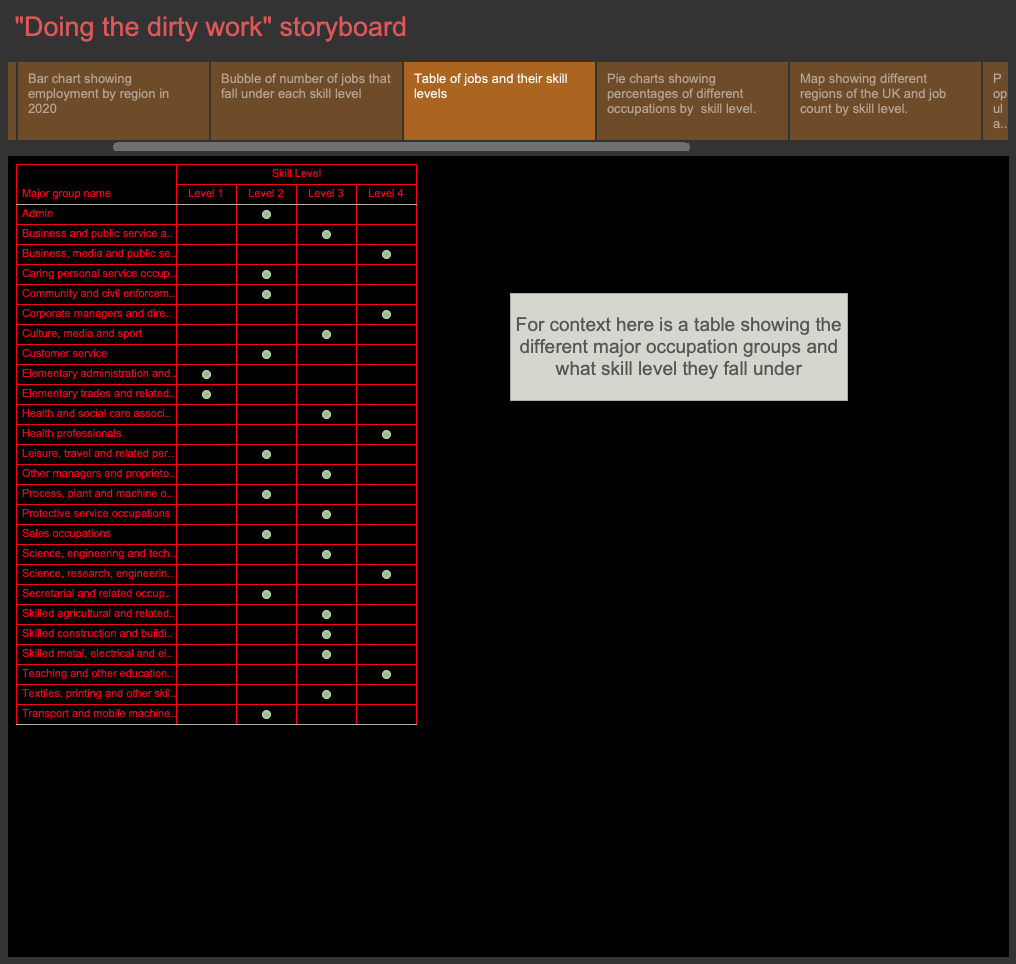 "Doing the dirty work" storyboard
Bar chart showing
employment by region in
2020
Bubble of number of jobs that
fall under each skill level
Table of jobs and their skill
levels
Pie charts showing
percentages of different
occupations by  skill level.
Map showing different
regions of the UK and job
count by skill level.
P
op
ul
a..
Skill Level
Major group name Level 1 Level 2 Level 3 Level 4
Admin
Business and public service a..
Business, media and public se..
Caring personal service occup..
Community and civil enforcem..
Corporate managers and dire..
Culture, media and sport
Customer service
Elementary administration and..
Elementary trades and related..
Health and social care associ..
Health professionals
Leisure, travel and related per..
Other managers and proprieto..
Process, plant and machine o..
Protective service occupations
Sales occupations
Science, engineering and tech..
Science, research, engineerin..
Secretarial and related occup..
Skilled agricultural and related..
Skilled construction and buildi..
Skilled metal, electrical and el..
Teaching and other education..
Textiles, printing and other skil..
Transport and mobile machine..
For context here is a table showing the
different major occupation groups and
what skill level they fall under